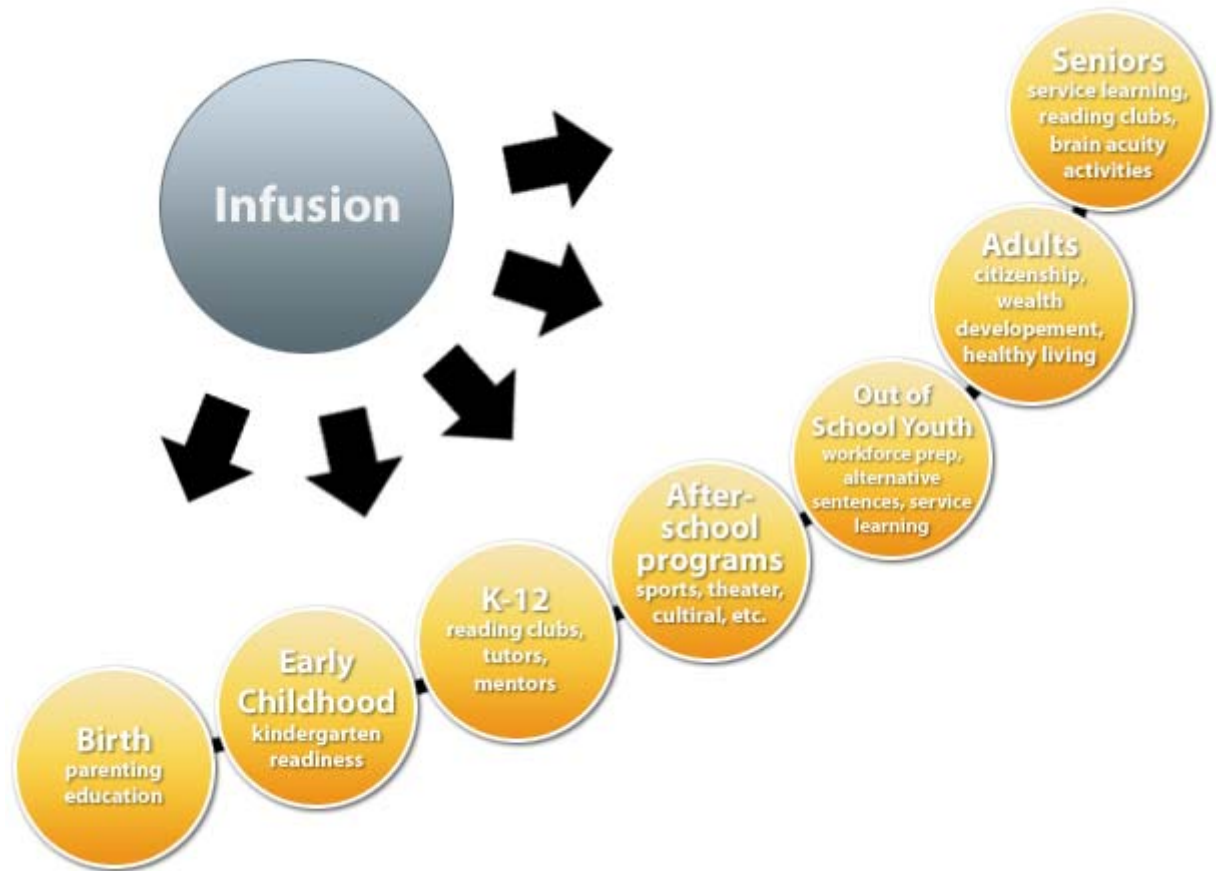 Infusion
Seniors
service learning,
reading clubs,
brain acuity
activities
Adults
citizenship,
wealth
developement,
healthy living
Out of
School Youth
workforce prep,
alternative
sentences, service
learning
After-
school
programs
sports, theater,
cultiral, etc.
K-12
reading clubs,
tutors,
mentors
Early
Childhood
kindergarten
readiness
Birth
parenting
education